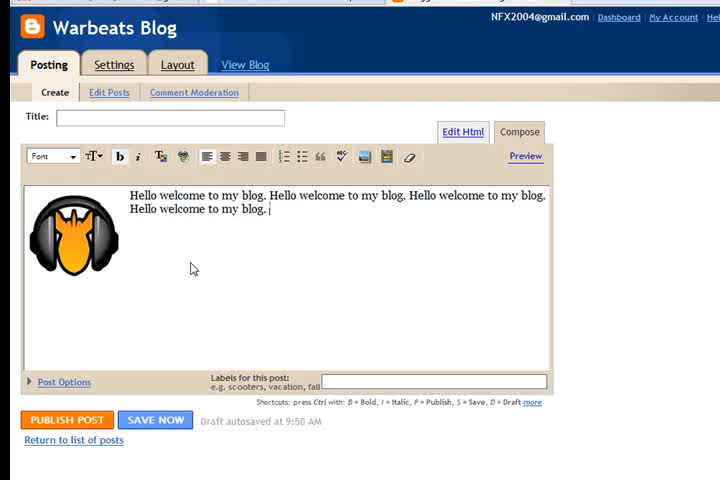 NFX2004@gmail.com Dashboard My Account Hel
Warbeats Blog
Posting Settings Layout View Blog
Create Edit Posts Comment Moderation
Title:
Edit Html Compose
Font b i ABC Preview
Hello welcome to my blog. Hello welcome to my blog. Hello welcome to my blog.
Hello welcome to my blog.
Post Options
Labels for this post:
e.g. scooters, vacation, fall
Shortcuts: press Ctrl with: B = Bold, I = Italic, P = Publish, S = Save, D = Draft more
PUBLISH POST SAVE NOW Draft autosaved at 9:50 AM
Return to list of posts